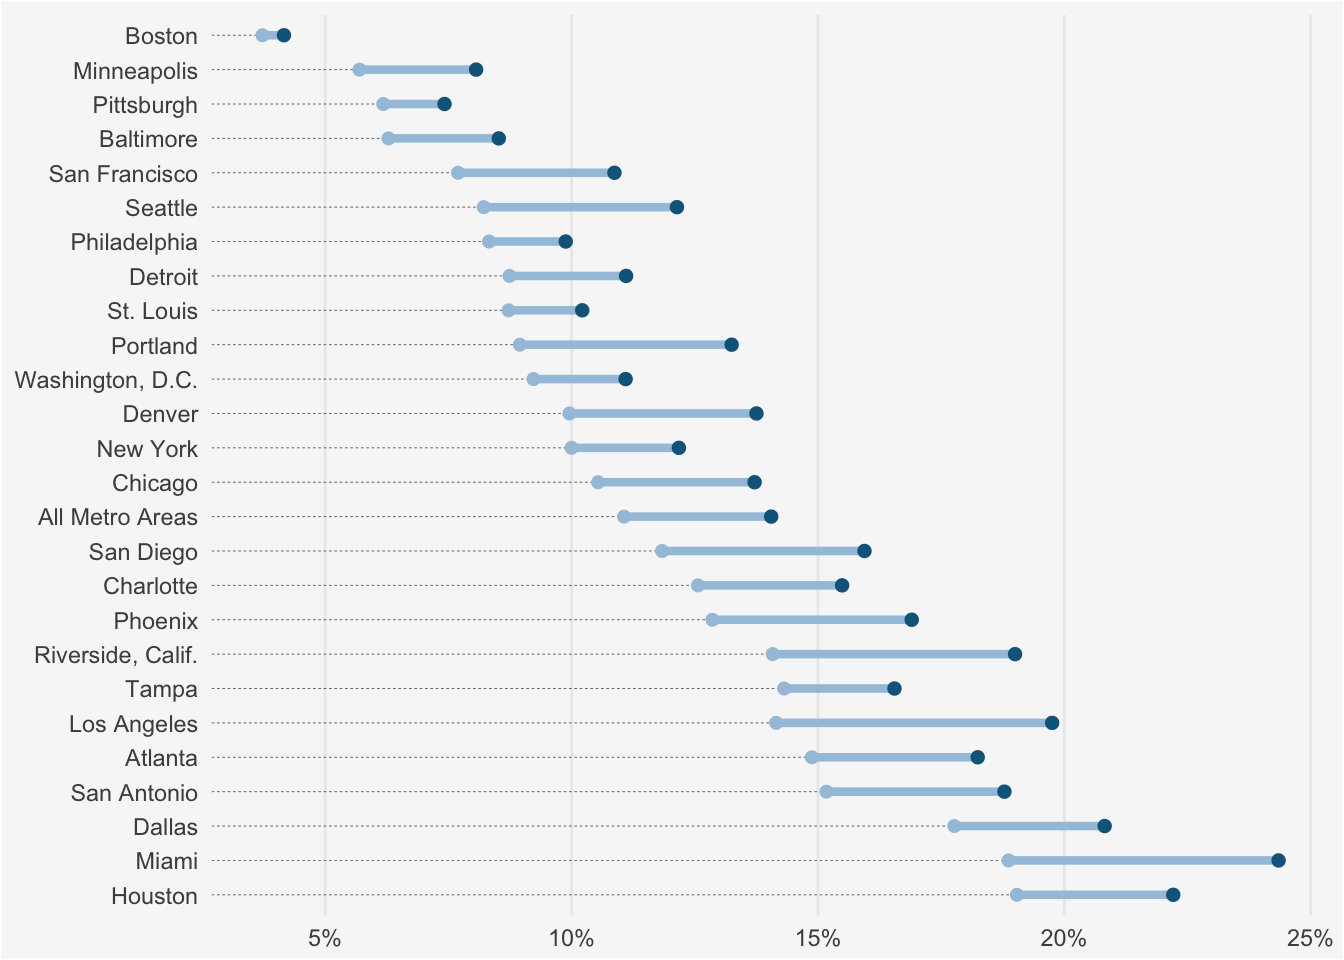 Boston
Minneapolis
Pittsburgh
Baltimore
San Francisco
Seattle
Philadelphia
Detroit
St. Louis
Portland
Washington, D.C.
Denver
New York
Chicago
All Metro Areas
San Diego
Charlotte
Phoenix
Riverside, Calif.
Tampa
Los Angeles
Atlanta
San Antonio
Dallas
Miami
Houston
5% 10% 15% 20% 25%